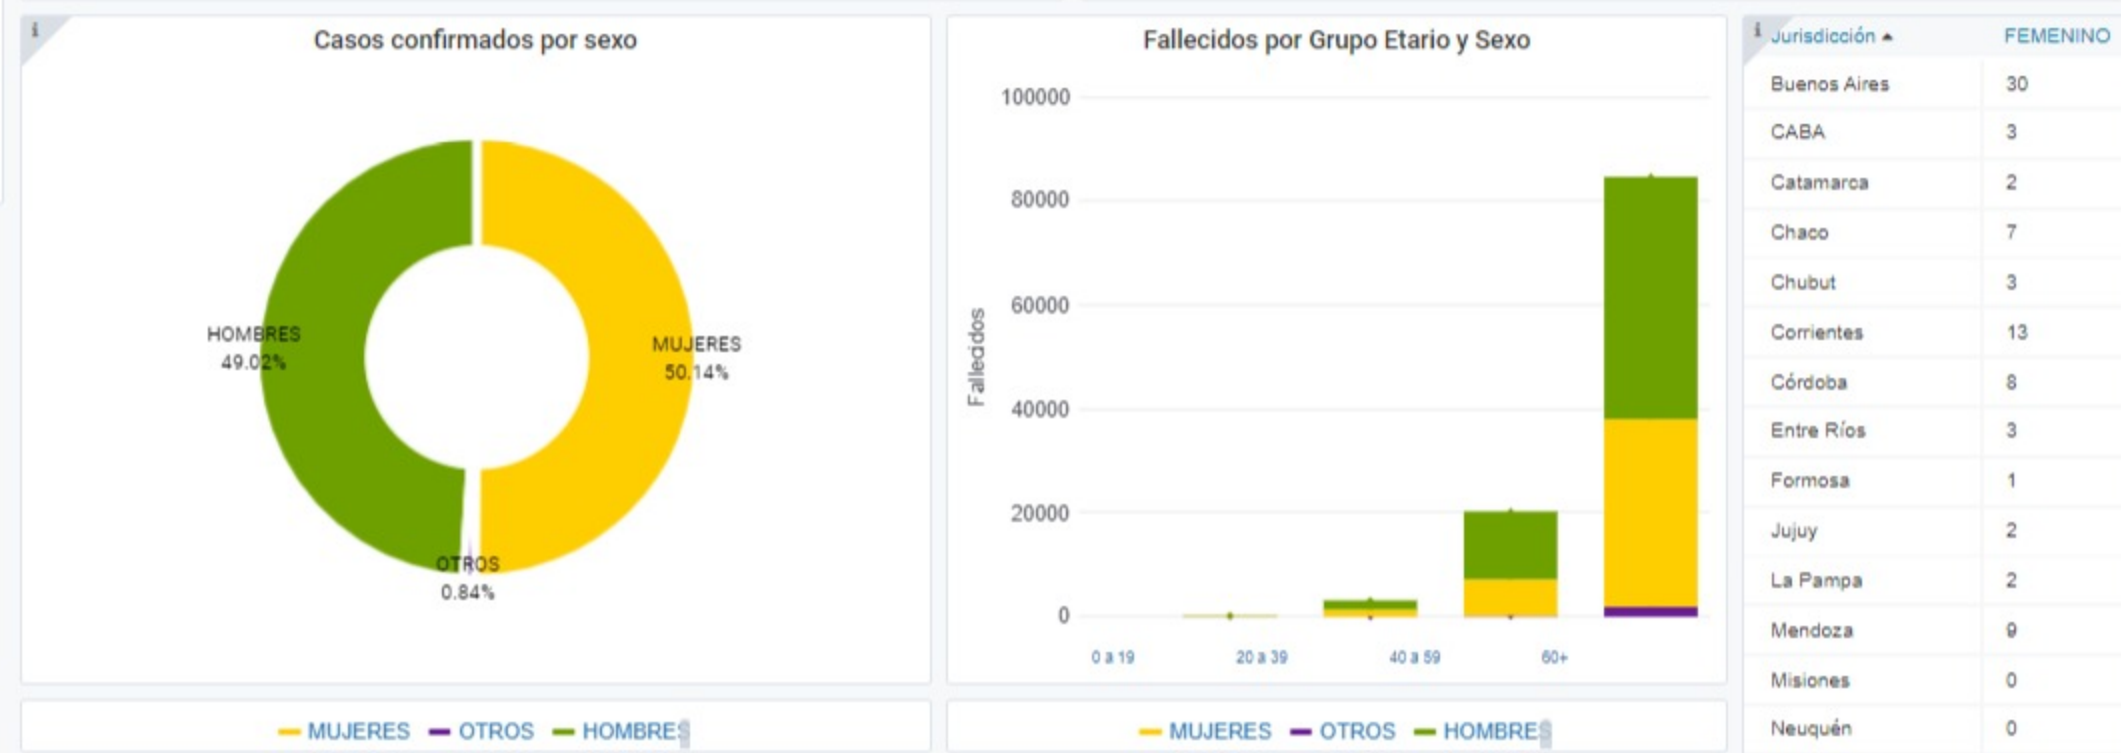 Casos confirmados por sexo
HOMBRES
49.02%
MUJERES
50.14%
OTROS
0.84%
MUJERES OTROS HOMBRES
Fallecidos por Grupo Etario y Sexo
Fallecidos
100000
80000
60000
40000
20000
0
0 a 19 20 a 39 40 a 59 60+
MUJERES OTROS HOMBRES
Jurisdicción FEMENINO
Buenos Aires 30
CABA 3
Catamarca 2
Chaco 7
Chubut 3
Corrientes 13
Córdoba 8
Entre Ríos 3
Formosa 1
Jujuy 2
La Pampa 2
Mendoza 9
Misiones 0
Neuquén 0